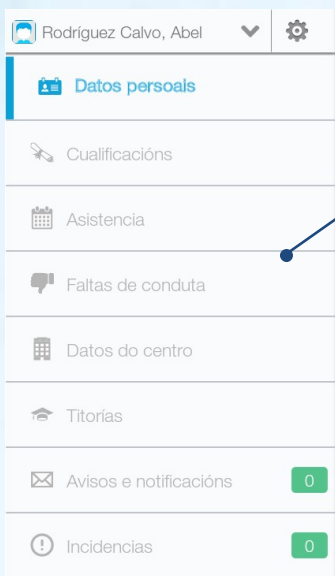 Rodríguez Calvo, Abel
Datos persoais
Cualificacións
Asistencia
Faltas de conduta
Datos do centro
Titorías
Avisos e notificacións 0
Incidencias 0